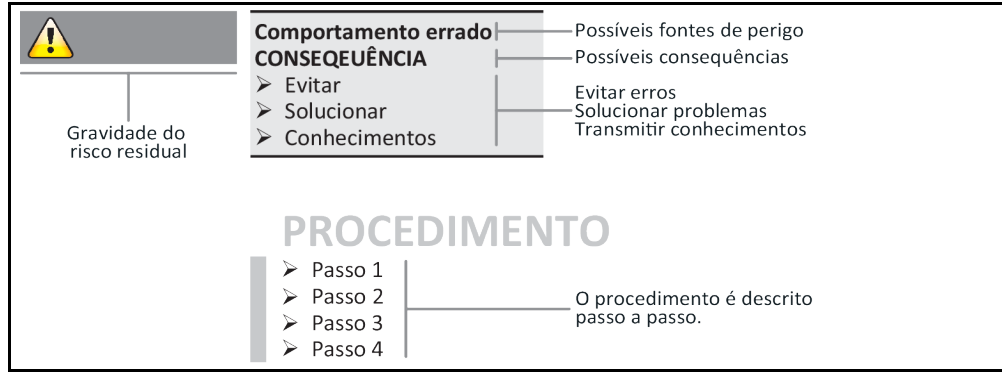 Comportamento errado
CONSEQEUÊNCIA
➢ Evitar
➢ Solucionar
➢ Conhecimentos
Possíveis fontes de perigo
Possíveis consequências
Evitar erros
Solucionar problemas
Transmitir conhecimentos
Gravidade do
risco residual
PROCEDIMENTO
➢ Passo 1
➢ Passo 2
➢ Passo 3
➢ Passo 4
O procedimento é descrito
passo a passo.